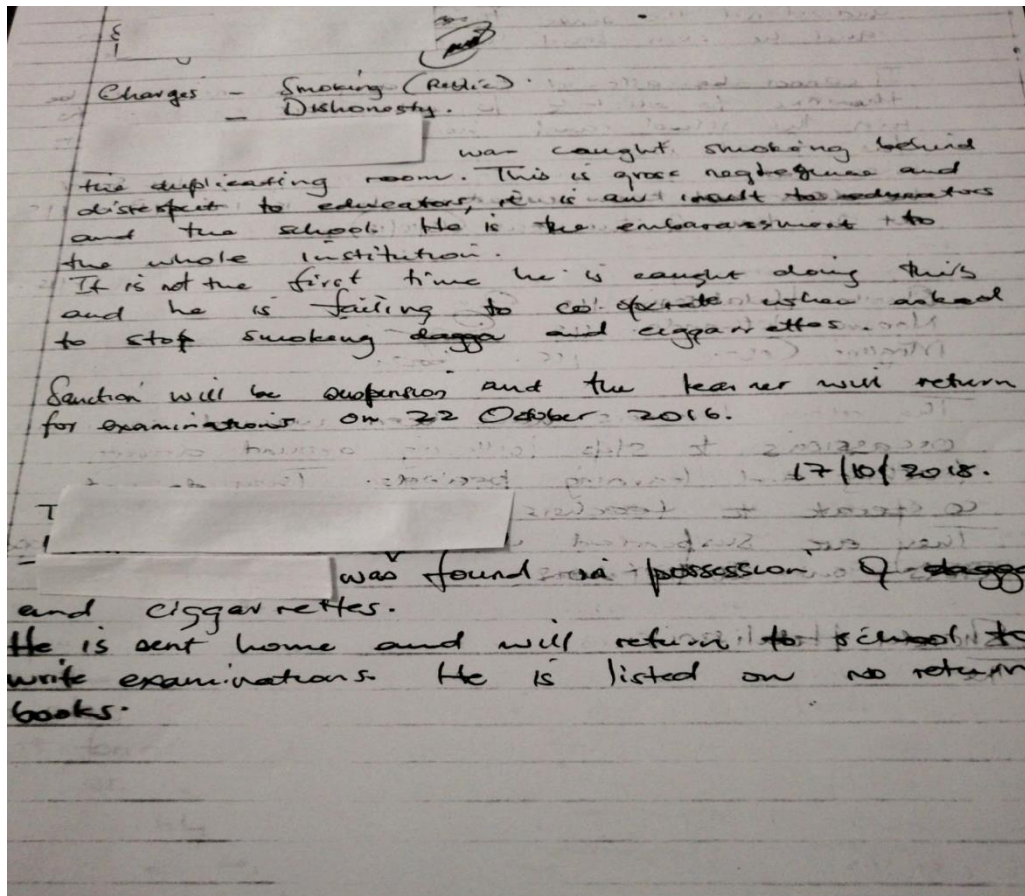 Charges - Smoking (Public).
- Dishonesty.
was caught smoking behind
the duplicating room. This is gross neglegence and
disrespect to educators, it is an insult to educators
and the school. He is the embarassment to
the whole institution.
It is not the first time he is caught doing this
and he is failing to co operate when asked
to stop smoking dagga and ciggarrettes.
Sanction will be suspension and the learner will return
for examinations on 22 October 2016.
17/10/2018.
T
was found in possession of dagga
and ciggarrettes.
He is sent home and will return to school to
write examinations. He is listed on no return
books.